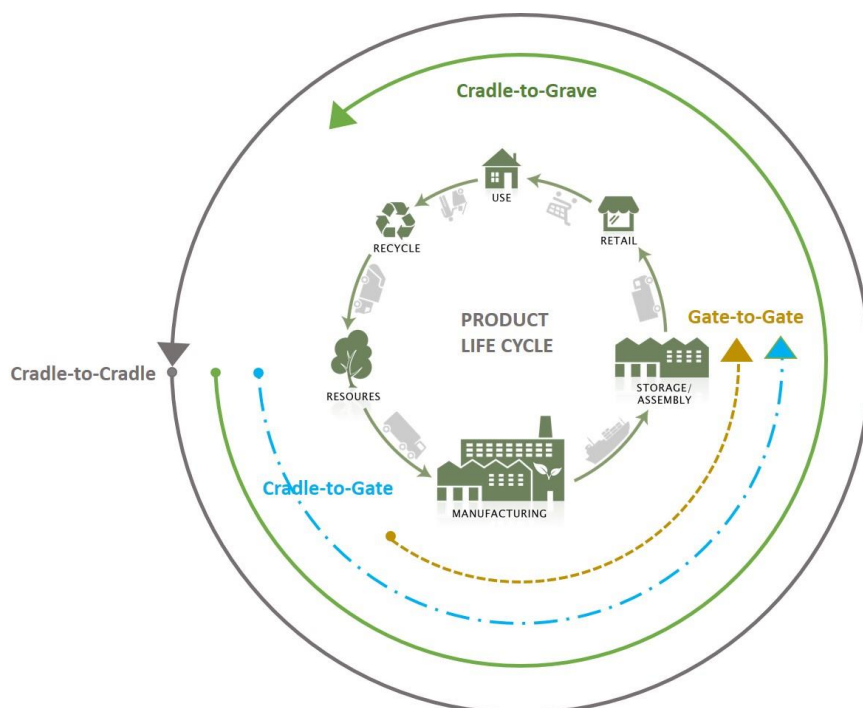 Cradle-to-Grave
USE
RECYCLE
RETAIL
PRODUCT
LIFE CYCLE
Gate-to-Gate
Cradle-to-Cradle
RESOURES
STORAGE/
ASSEMBLY
Cradle-to-Gate
MANUFACTURING